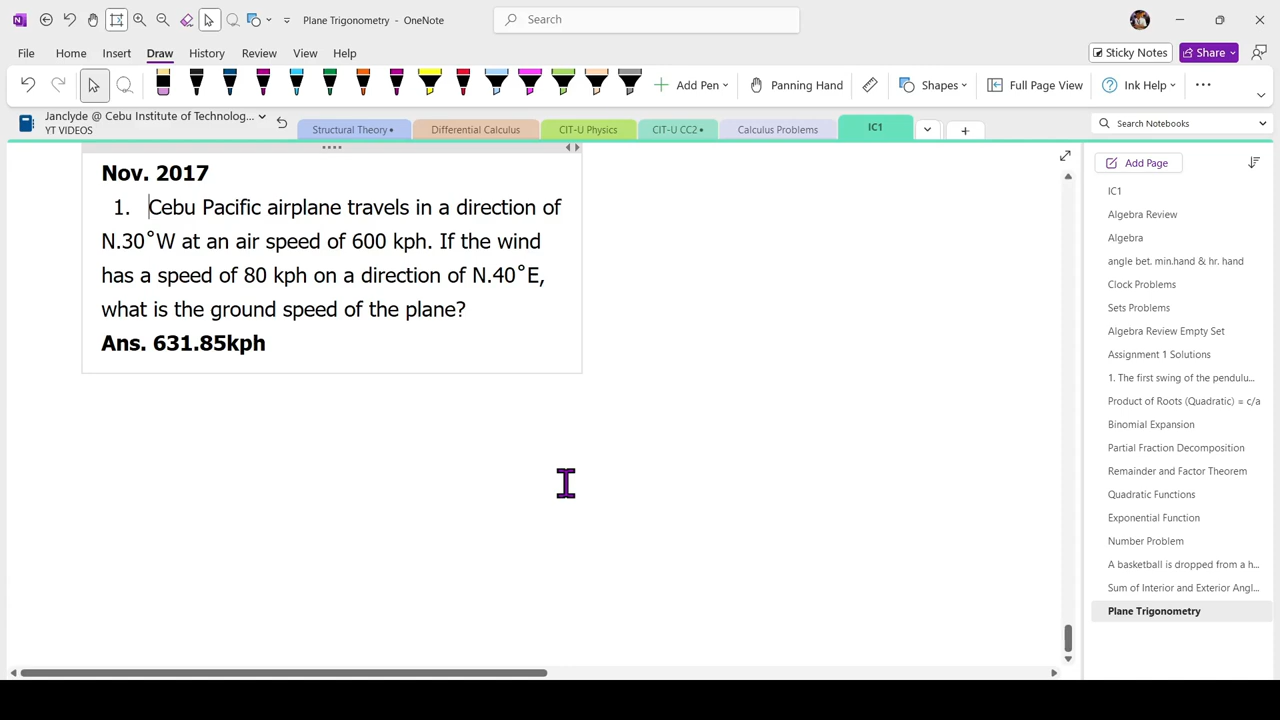 Plane Trigonometry - OneNote
Search
File Home Insert Draw History Review View Help
Sticky Notes
Share
Add Pen
Panning Hand
Shapes
Full Page View
Ink Help
Janclyde @ Cebu Institute of Technolog...
YT VIDEOS
Structural Theory
Differential Calculus
CIT-U Physics
CIT-U CC2
Calculus Problems
IC1
Search Notebooks
Nov. 2017
1. Cebu Pacific airplane travels in a direction of
N.30˚W at an air speed of 600 kph. If the wind
has a speed of 80 kph on a direction of N.40˚E,
what is the ground speed of the plane?
Ans. 631.85kph
Add Page
IC1
Algebra Review
Algebra
angle bet. min.hand & hr. hand
Clock Problems
Sets Problems
Algebra Review Empty Set
Assignment 1 Solutions
1. The first swing of the pendulu...
Product of Roots (Quadratic) = c/a
Binomial Expansion
Partial Fraction Decomposition
Remainder and Factor Theorem
Quadratic Functions
Exponential Function
Number Problem
A basketball is dropped from a h...
Sum of Interior and Exterior Angl...
Plane Trigonometry